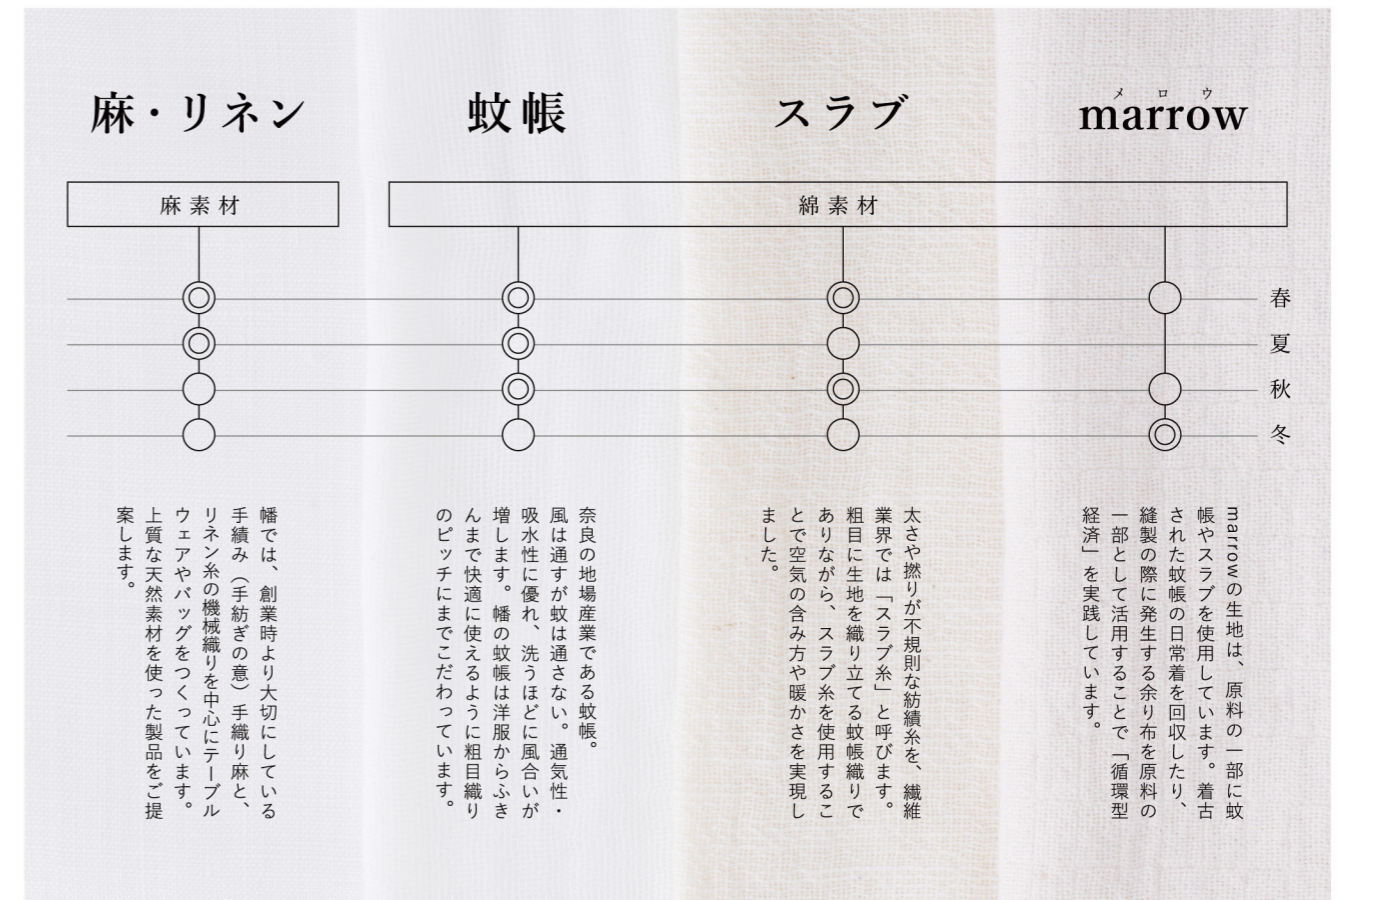 麻・リネン
蚊帳
スラブ
メロウ
marrow
麻素材
綿素材
春
夏
秋
冬
幡では、創業時より大切にしている
手績み（手紡ぎの意）手織り麻と、
リネン糸の機械織りを中心にテーブル
ウェアやバッグをつくっています。
上質な天然素材を使った製品をご提
案します。
奈良の地場産業である蚊帳。
風は通すが蚊は通さない。通気性・
吸水性に優れ、洗うほどに風合いが
増します。幡の蚊帳は洋服からふき
んまで快適に使えるように粗目織り
のピッチにまでこだわっています。
太さや撚りが不規則な紡績糸を、繊維
業界では「スラブ糸」と呼びます。
粗目に生地を織り立てる蚊帳織りで
ありながら、スラブ糸を使用するこ
とで空気の含み方や暖かさを実現し
ました。
marrowの生地は、原料の一部に蚊
帳やスラブを使用しています。着古
された蚊帳の日常着を回収したり、
縫製の際に発生する余り布を原料の
一部として活用することで「循環型
経済」を実践しています。